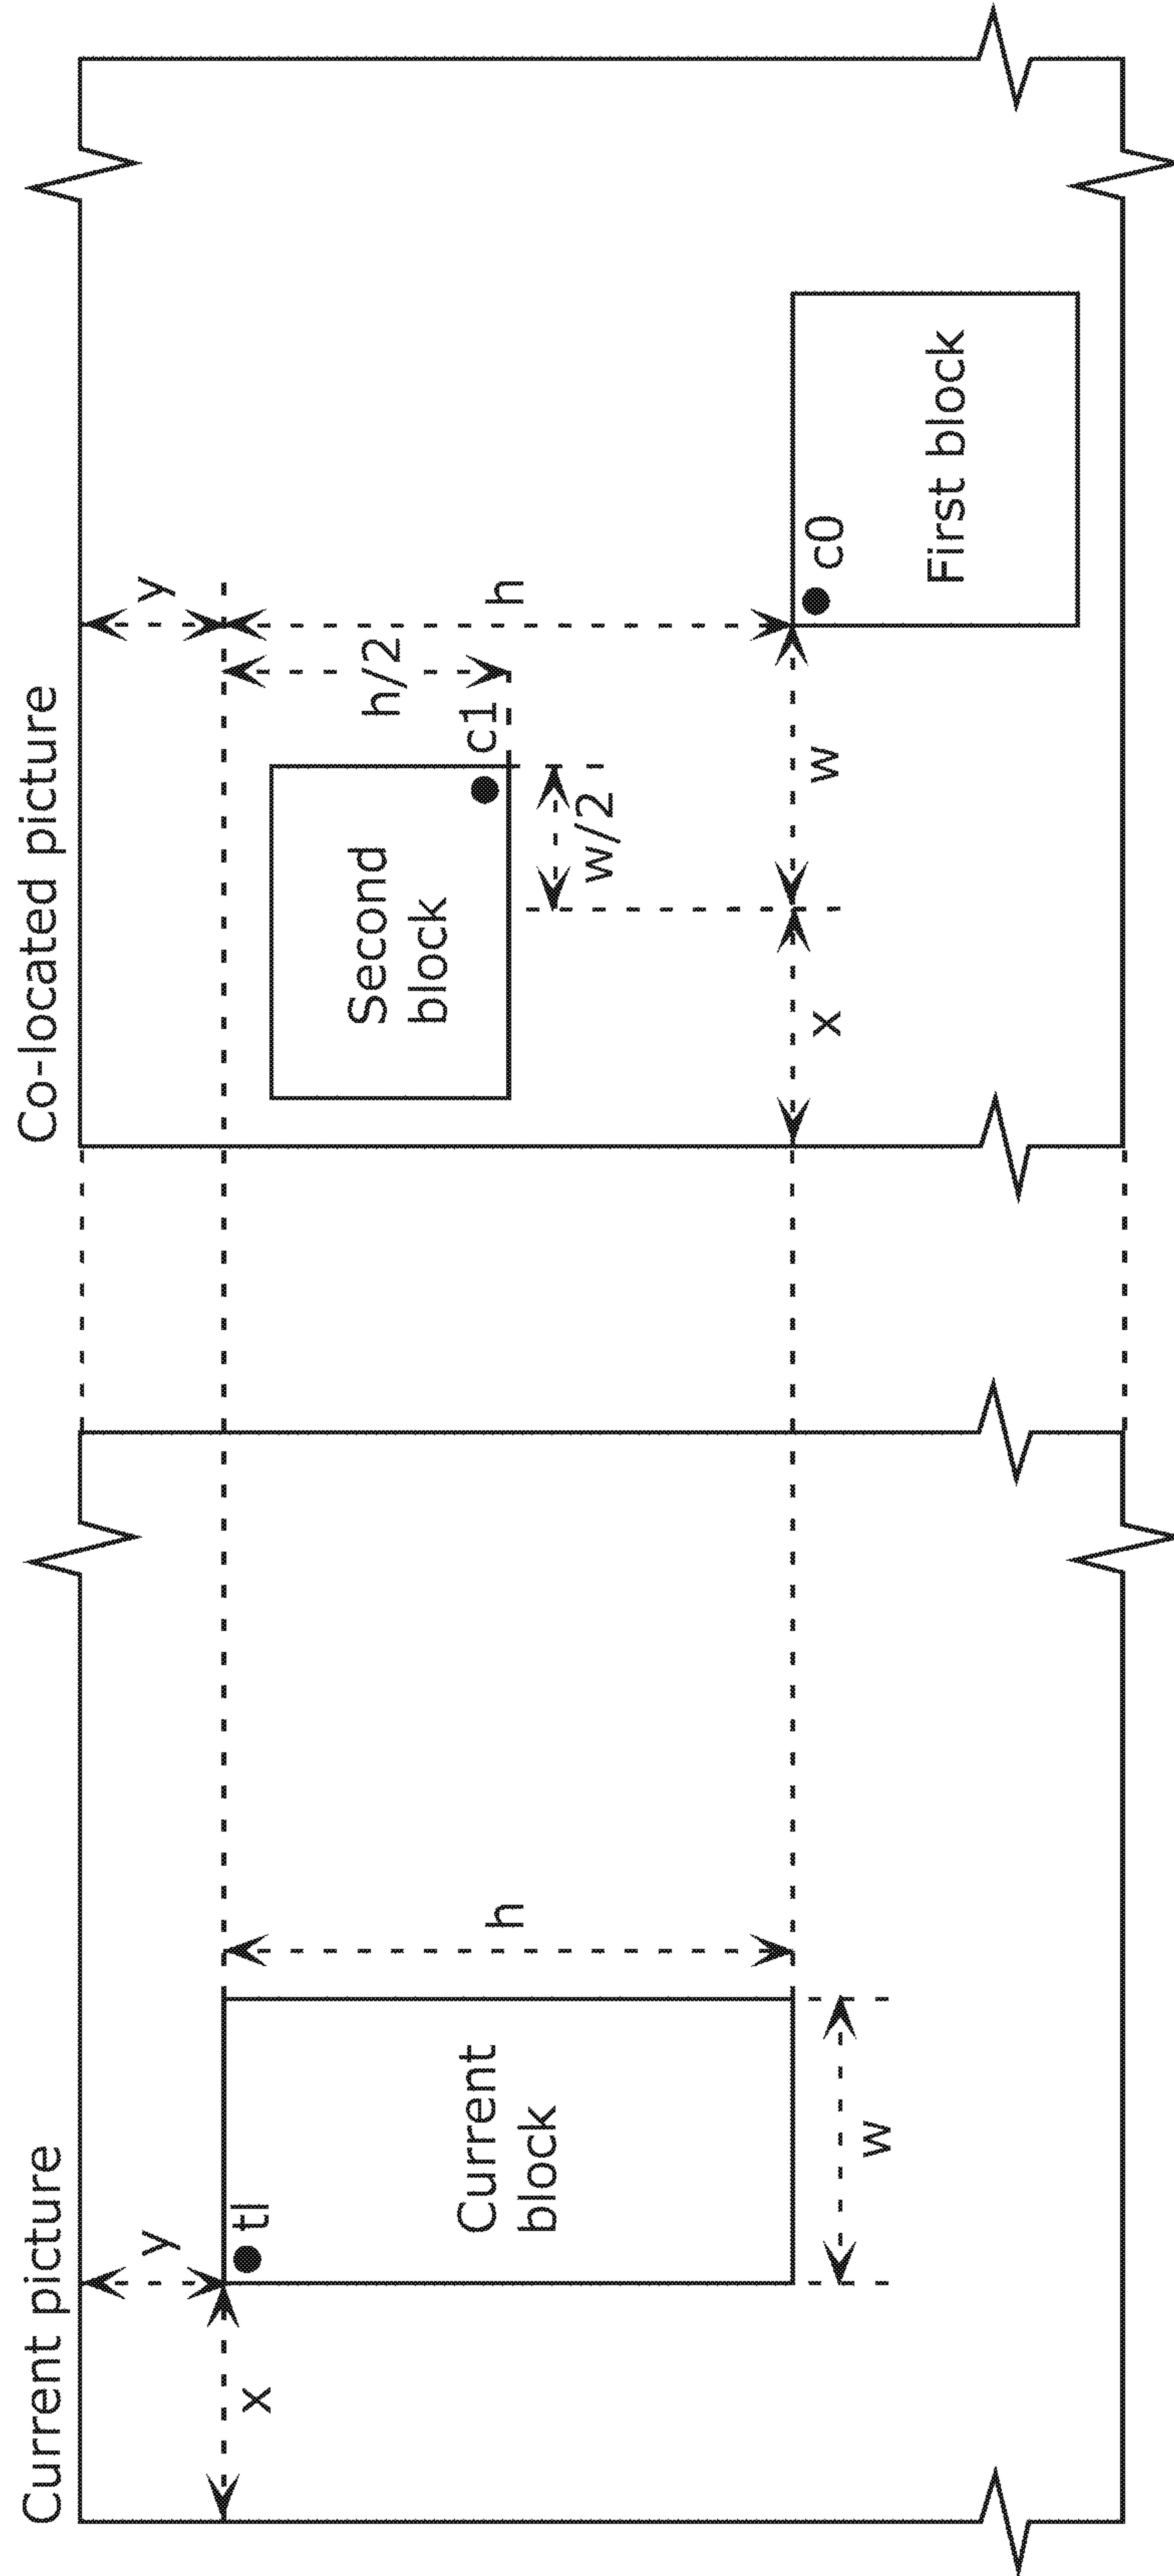 Current picture
y
x
tl
Current
block
h
w
Co-located picture
y
h
h/2
c1
Second
block
w/2
x
w
c0
First block